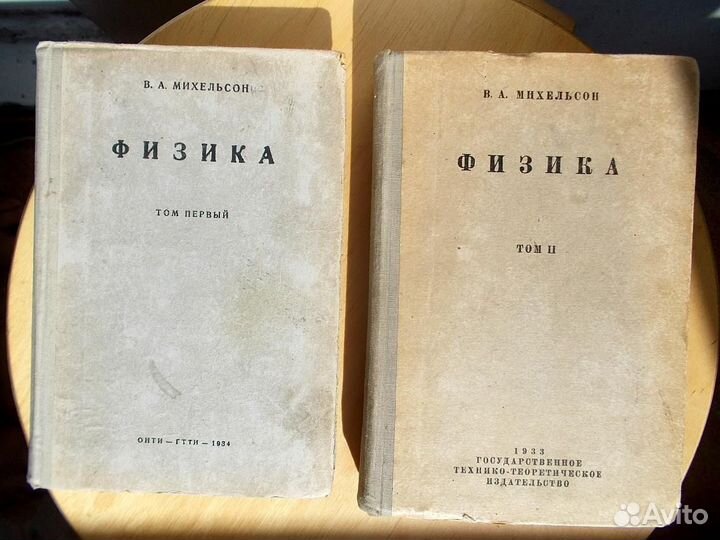 В. А. МИХЕЛЬСОН
ФИЗИКА
ТОМ ПЕРВЫЙ
ОНТИ — ГТТИ — 1934
В. А. МИХЕЛЬСОН
ФИЗИКА
ТОМ II
1933
ГОСУДАРСТВЕННОЕ
ТЕХНИКО-ТЕОРЕТИЧЕСКОЕ
ИЗДАТЕЛЬСТВО
Avito